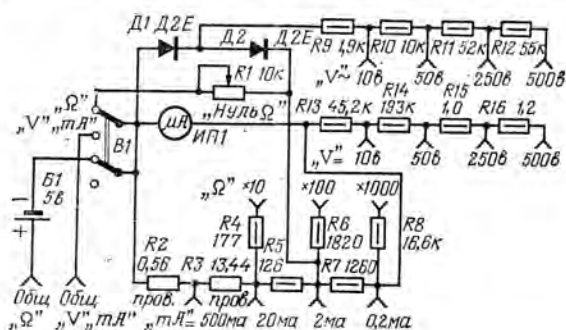 Д1 Д2Е Д2 Д2Е R9 1,9к R10 10к R11 52к R12 55к
„V"~ 10в 50в 250в 500в
R1 10к
„Нуль Ω"
„Ω"
„V", „mA"
В1
μА
ИП1
R13 45,2к R14 193к R15 1,0 R16 1,2
„V"= 10в 50в 250в 500в
Б1
5в
„Ω" ×10 ×100 ×1000
R4 177
R6 1820
R8 16,6к
R2 0,56 пров.
R3 13,44 пров.
R5 126
R7 1260
Общ. „Ω"
Общ. „V", „mA"
„mA"= 500ма 20ма 2ма 0,2ма